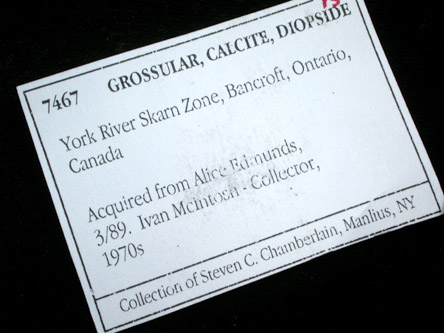 7467 GROSSULAR, CALCITE, DIOPSIDE
York River Skarn Zone, Bancroft, Ontario,
Canada
Acquired from Alice Edmunds,
3/89. Ivan McIntosh - Collector,
1970s
Collection of Steven C. Chamberlain, Manlius, NY